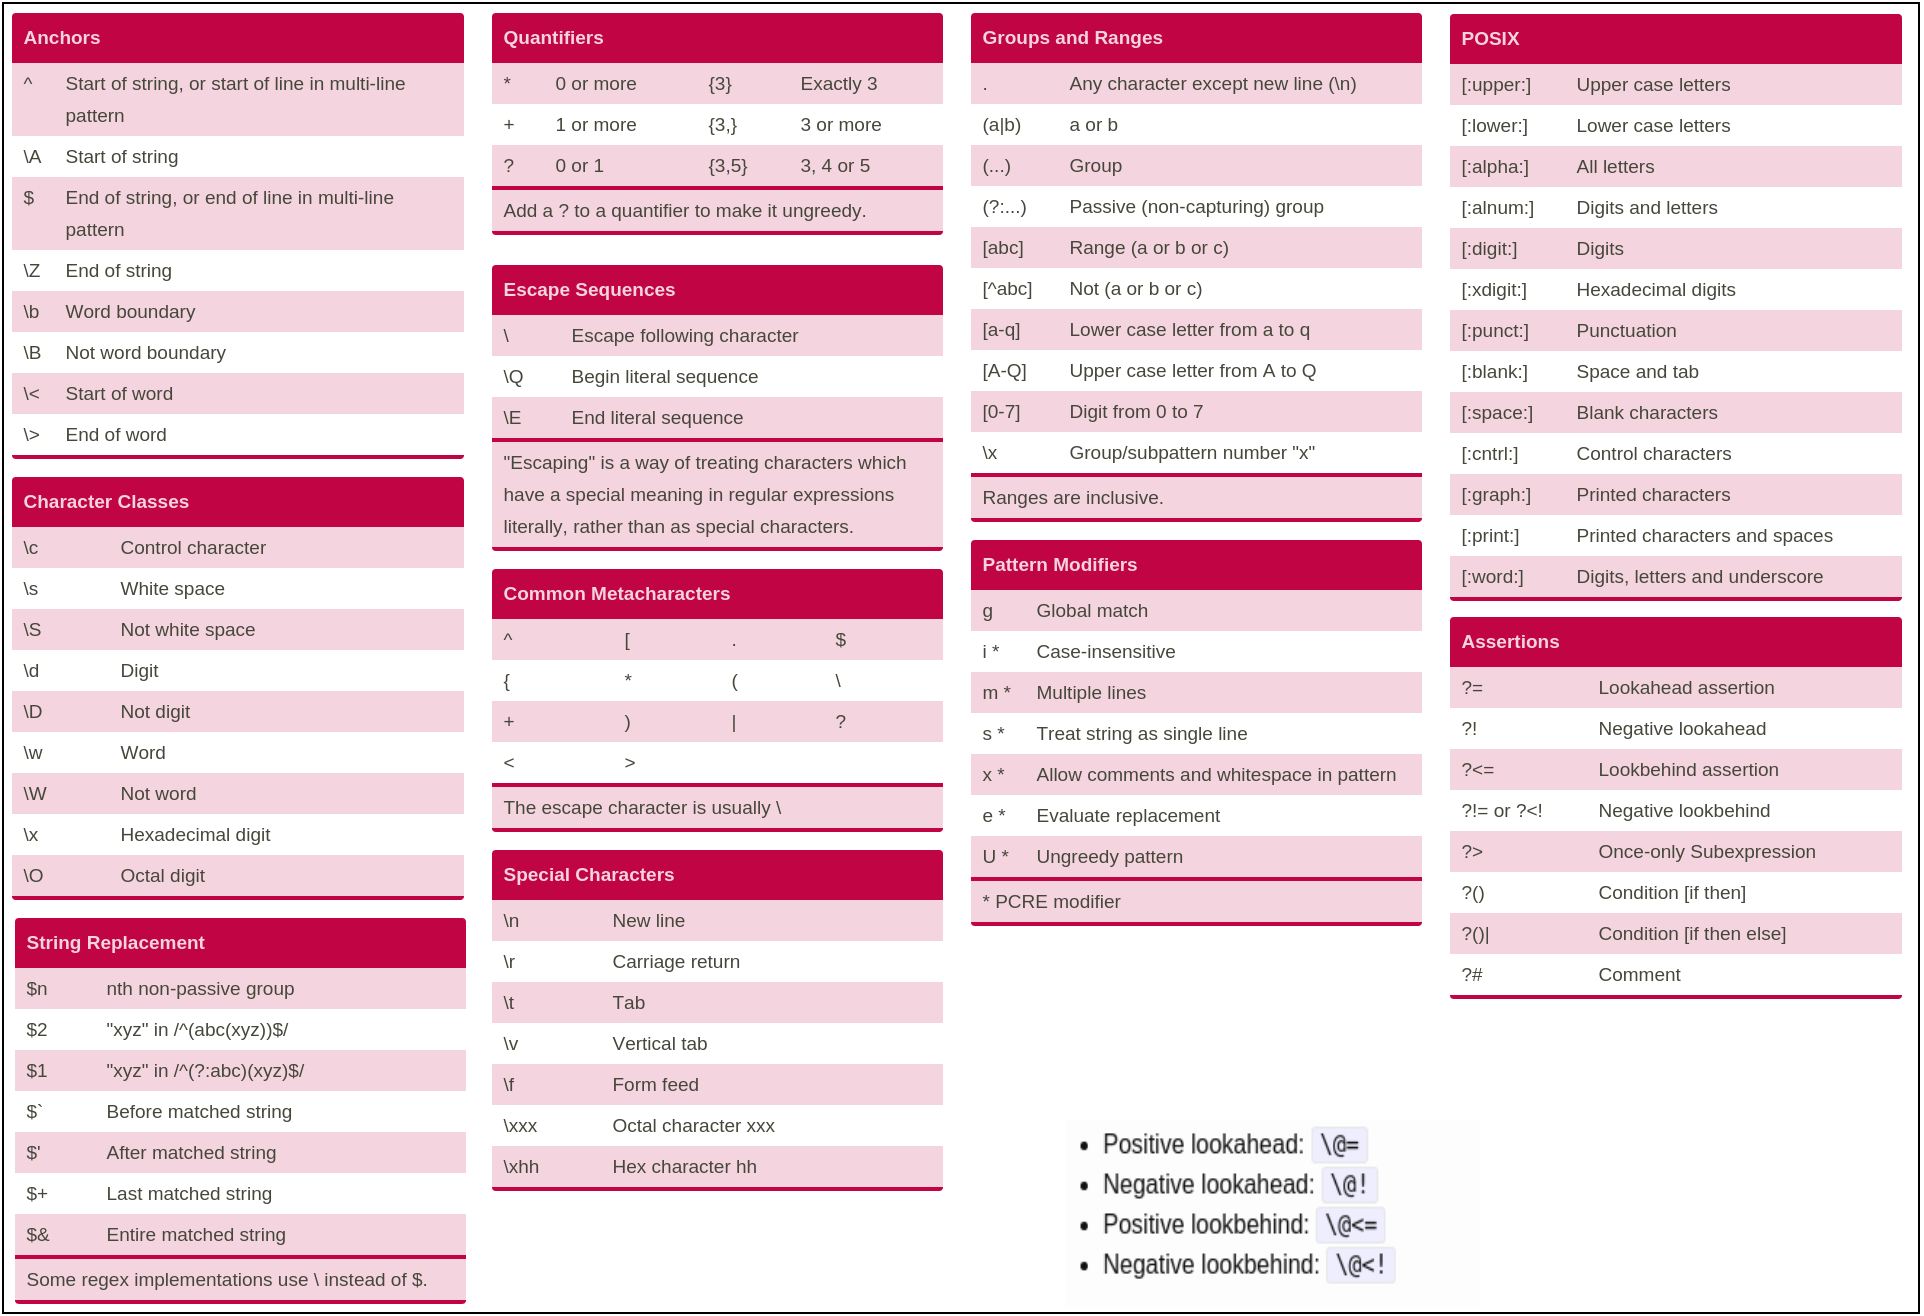 Anchors
^ Start of string, or start of line in multi-line
pattern
\A Start of string
$ End of string, or end of line in multi-line
pattern
\Z End of string
\b Word boundary
\B Not word boundary
\< Start of word
\> End of word
Character Classes
\c Control character
\s White space
\S Not white space
\d Digit
\D Not digit
\w Word
\W Not word
\x Hexadecimal digit
\O Octal digit
String Replacement
$n nth non-passive group
$2 "xyz" in /^(abc(xyz))$/
$1 "xyz" in /^(?:abc)(xyz)$/
$` Before matched string
$' After matched string
$+ Last matched string
$& Entire matched string
Some regex implementations use \ instead of $.
Quantifiers
* 0 or more {3} Exactly 3
+ 1 or more {3,} 3 or more
? 0 or 1 {3,5} 3, 4 or 5
Add a ? to a quantifier to make it ungreedy.
Escape Sequences
\ Escape following character
\Q Begin literal sequence
\E End literal sequence
"Escaping" is a way of treating characters which
have a special meaning in regular expressions
literally, rather than as special characters.
Common Metacharacters
^ [ . $
{ * ( \
+ ) | ?
< >
The escape character is usually \
Special Characters
\n New line
\r Carriage return
\t Tab
\v Vertical tab
\f Form feed
\xxx Octal character xxx
\xhh Hex character hh
Groups and Ranges
. Any character except new line (\n)
(a|b) a or b
(...) Group
(?:...) Passive (non-capturing) group
[abc] Range (a or b or c)
[^abc] Not (a or b or c)
[a-q] Lower case letter from a to q
[A-Q] Upper case letter from A to Q
[0-7] Digit from 0 to 7
\x Group/subpattern number "x"
Ranges are inclusive.
Pattern Modifiers
g Global match
i * Case-insensitive
m * Multiple lines
s * Treat string as single line
x * Allow comments and whitespace in pattern
e * Evaluate replacement
U * Ungreedy pattern
* PCRE modifier
POSIX
[:upper:] Upper case letters
[:lower:] Lower case letters
[:alpha:] All letters
[:alnum:] Digits and letters
[:digit:] Digits
[:xdigit:] Hexadecimal digits
[:punct:] Punctuation
[:blank:] Space and tab
[:space:] Blank characters
[:cntrl:] Control characters
[:graph:] Printed characters
[:print:] Printed characters and spaces
[:word:] Digits, letters and underscore
Assertions
?= Lookahead assertion
?! Negative lookahead
?<= Lookbehind assertion
?!= or ?<! Negative lookbehind
?> Once-only Subexpression
?() Condition [if then]
?()| Condition [if then else]
?# Comment
• Positive lookahead: \@=
• Negative lookahead: \@!
• Positive lookbehind: \@<=
• Negative lookbehind: \@<!